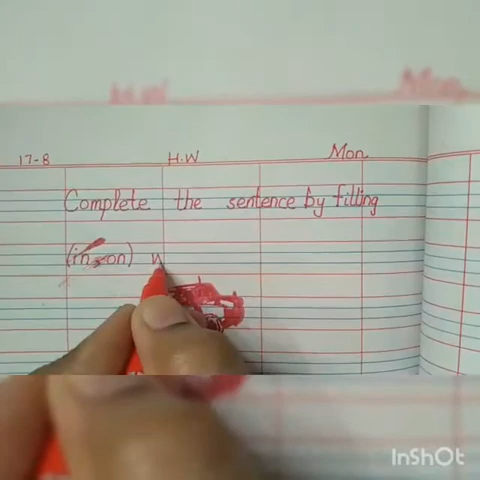 17-8 H.W Mon
Complete the sentence by filling
(in, on) w
InShOt